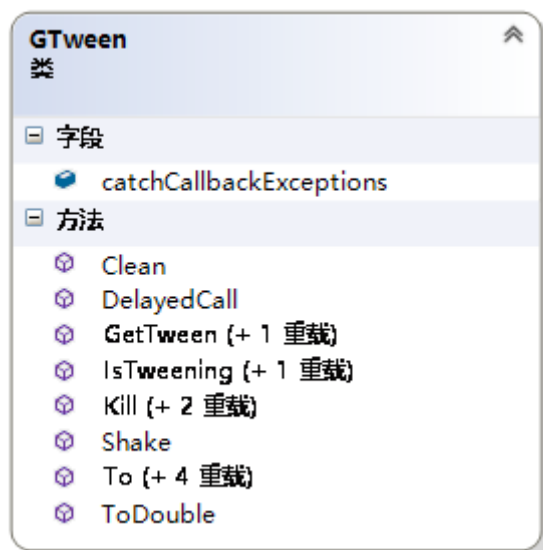 GTween
类
字段
catchCallbackExceptions
方法
Clean
DelayedCall
GetTween (+ 1 重载)
IsTweening (+ 1 重载)
Kill (+ 2 重载)
Shake
To (+ 4 重载)
ToDouble